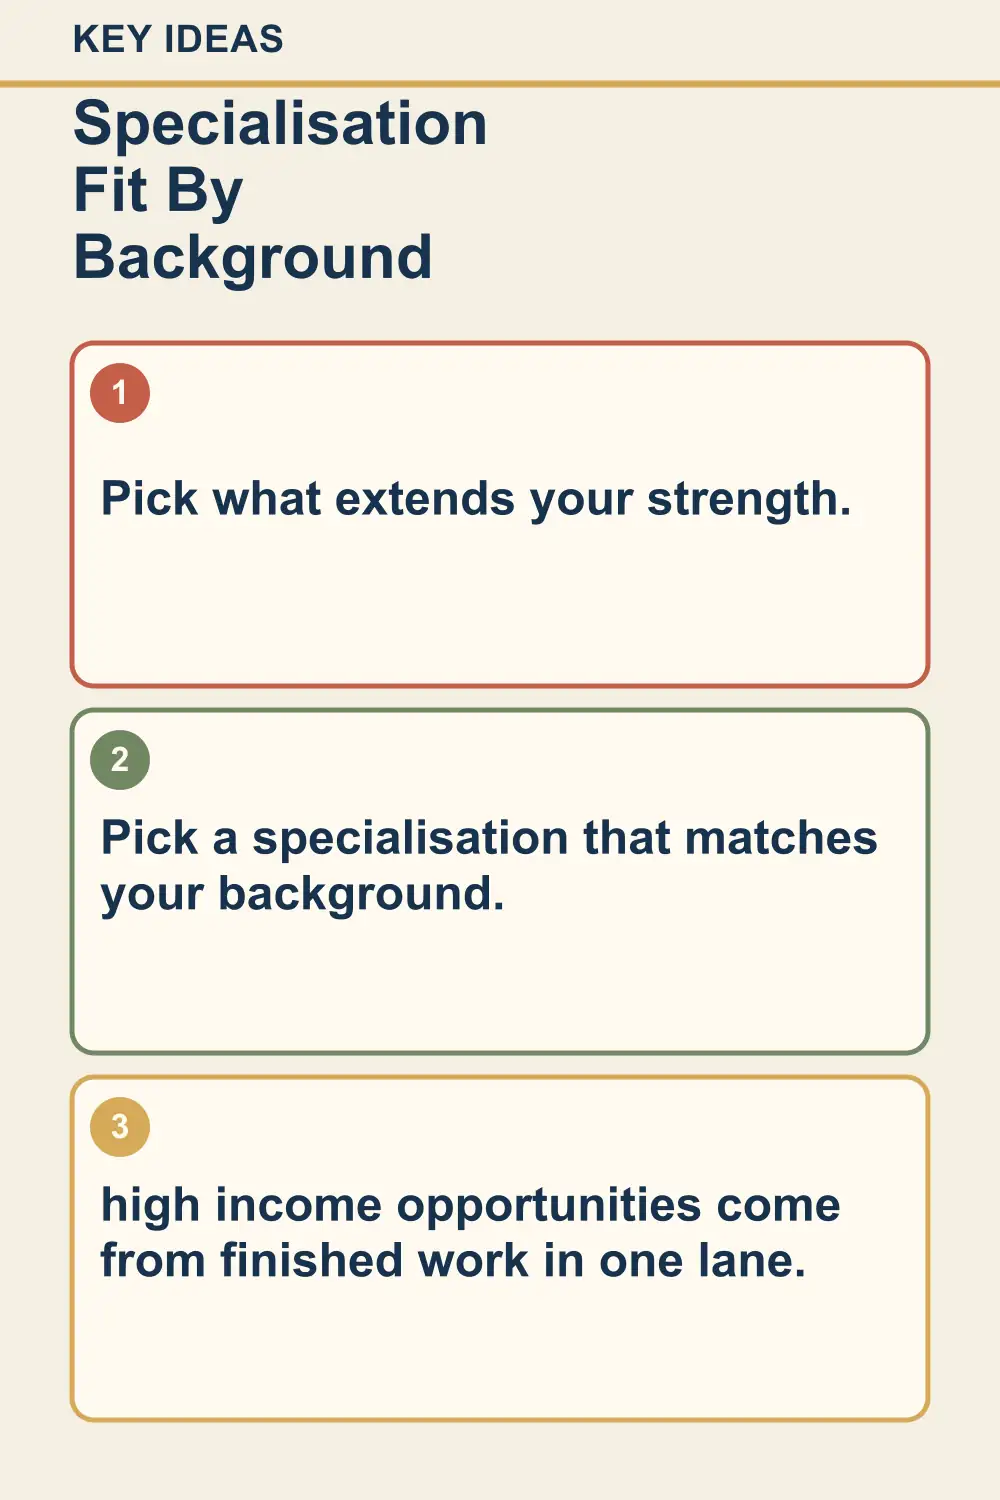 KEY IDEAS
Specialisation
Fit By
Background
1
Pick what extends your strength.
2
Pick a specialisation that matches
your background.
3
high income opportunities come
from finished work in one lane.